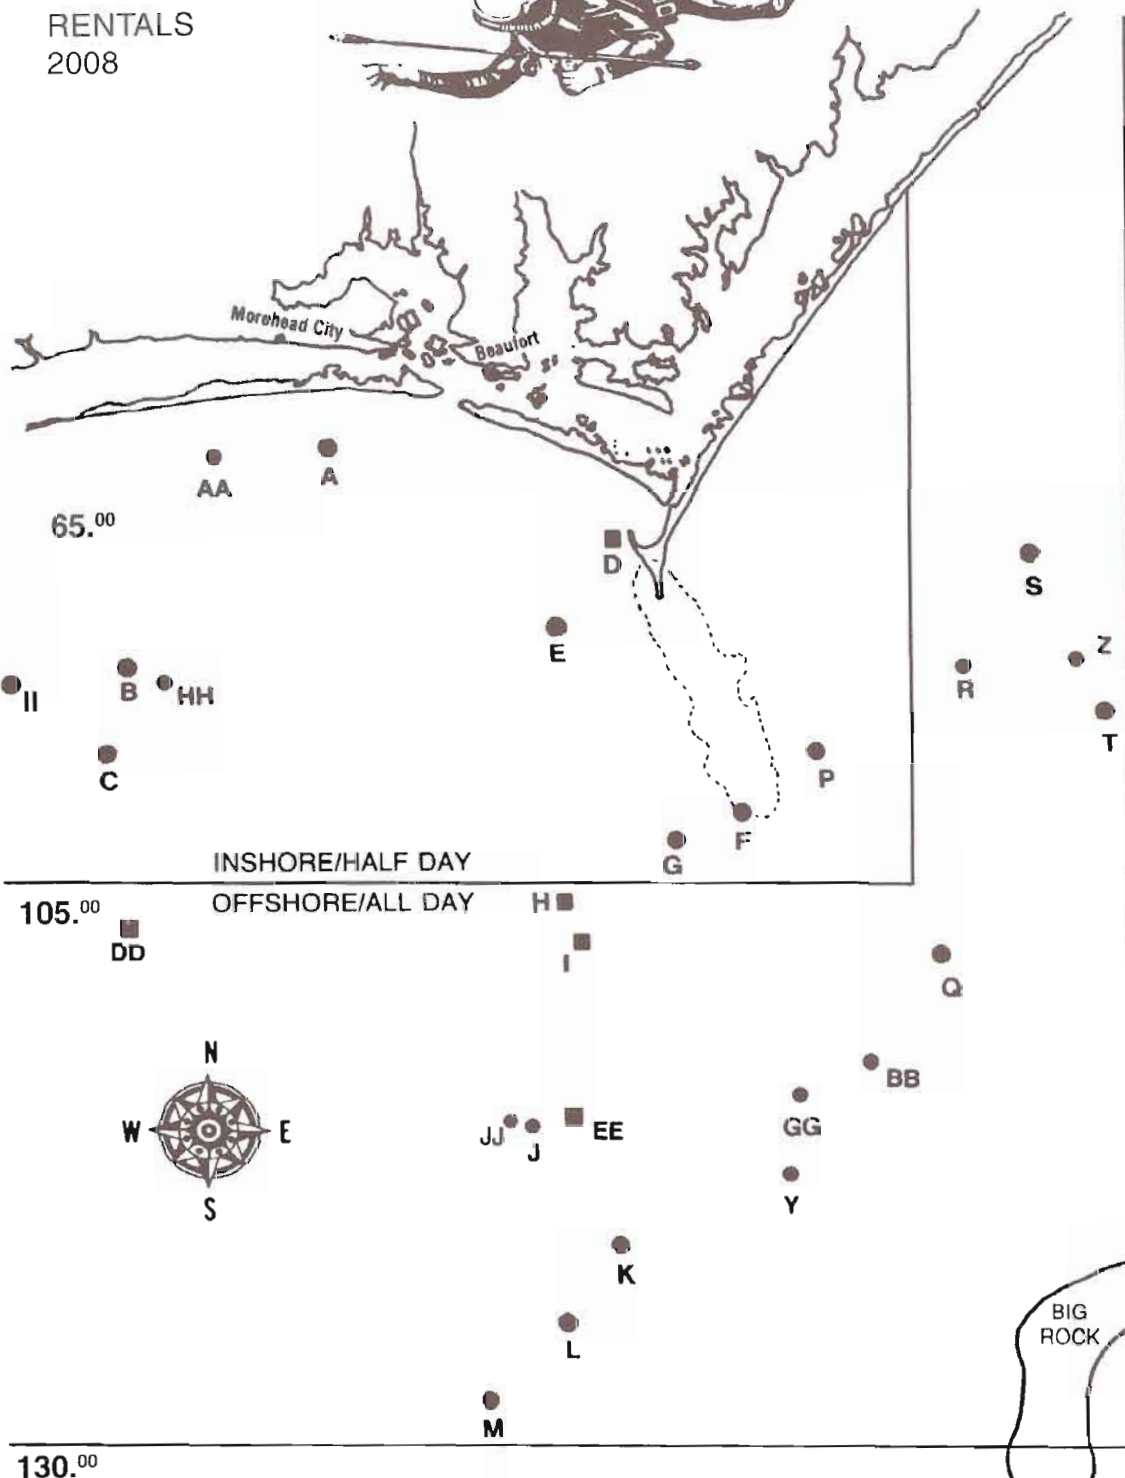 RENTALS
2008
Morehead City
Beaufort
AA
A
65.00
D
S
E
Z
II
B
HH
R
T
C
P
F
G
INSHORE/HALF DAY
105.00
OFFSHORE/ALL DAY
H
DD
I
Q
N
BB
W
E
JJ
J
EE
GG
S
Y
K
BIG
ROCK
L
M
130.00